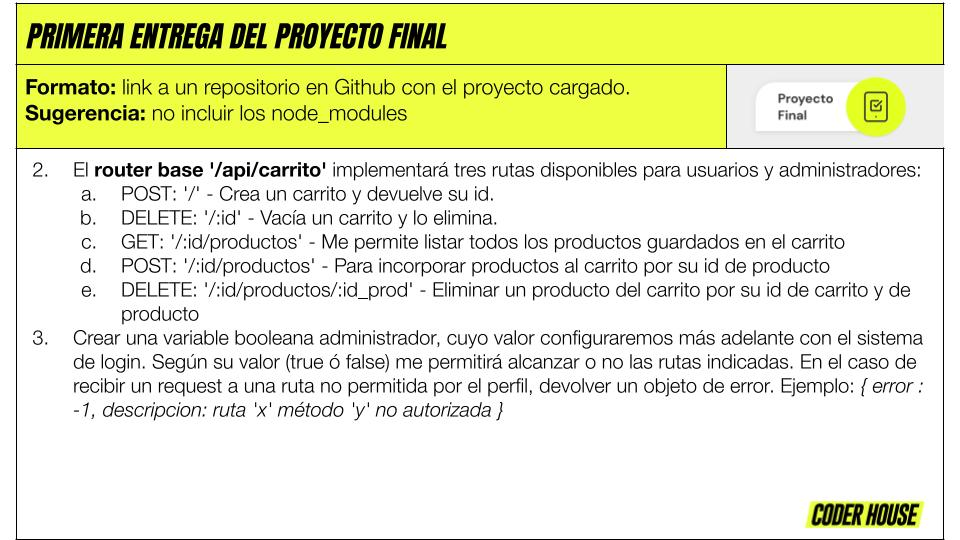 PRIMERA ENTREGA DEL PROYECTO FINAL
Formato: link a un repositorio en Github con el proyecto cargado.
Sugerencia: no incluir los node_modules
Proyecto
Final
2. El router base '/api/carrito' implementará tres rutas disponibles para usuarios y administradores:
a. POST: '/' - Crea un carrito y devuelve su id.
b. DELETE: '/:id' - Vacía un carrito y lo elimina.
c. GET: '/:id/productos' - Me permite listar todos los productos guardados en el carrito
d. POST: '/:id/productos' - Para incorporar productos al carrito por su id de producto
e. DELETE: '/:id/productos/:id_prod' - Eliminar un producto del carrito por su id de carrito y de
producto
3. Crear una variable booleana administrador, cuyo valor configuraremos más adelante con el sistema
de login. Según su valor (true ó false) me permitirá alcanzar o no las rutas indicadas. En el caso de
recibir un request a una ruta no permitida por el perfil, devolver un objeto de error. Ejemplo: { error :
-1, descripcion: ruta 'x' método 'y' no autorizada }
CODER HOUSE